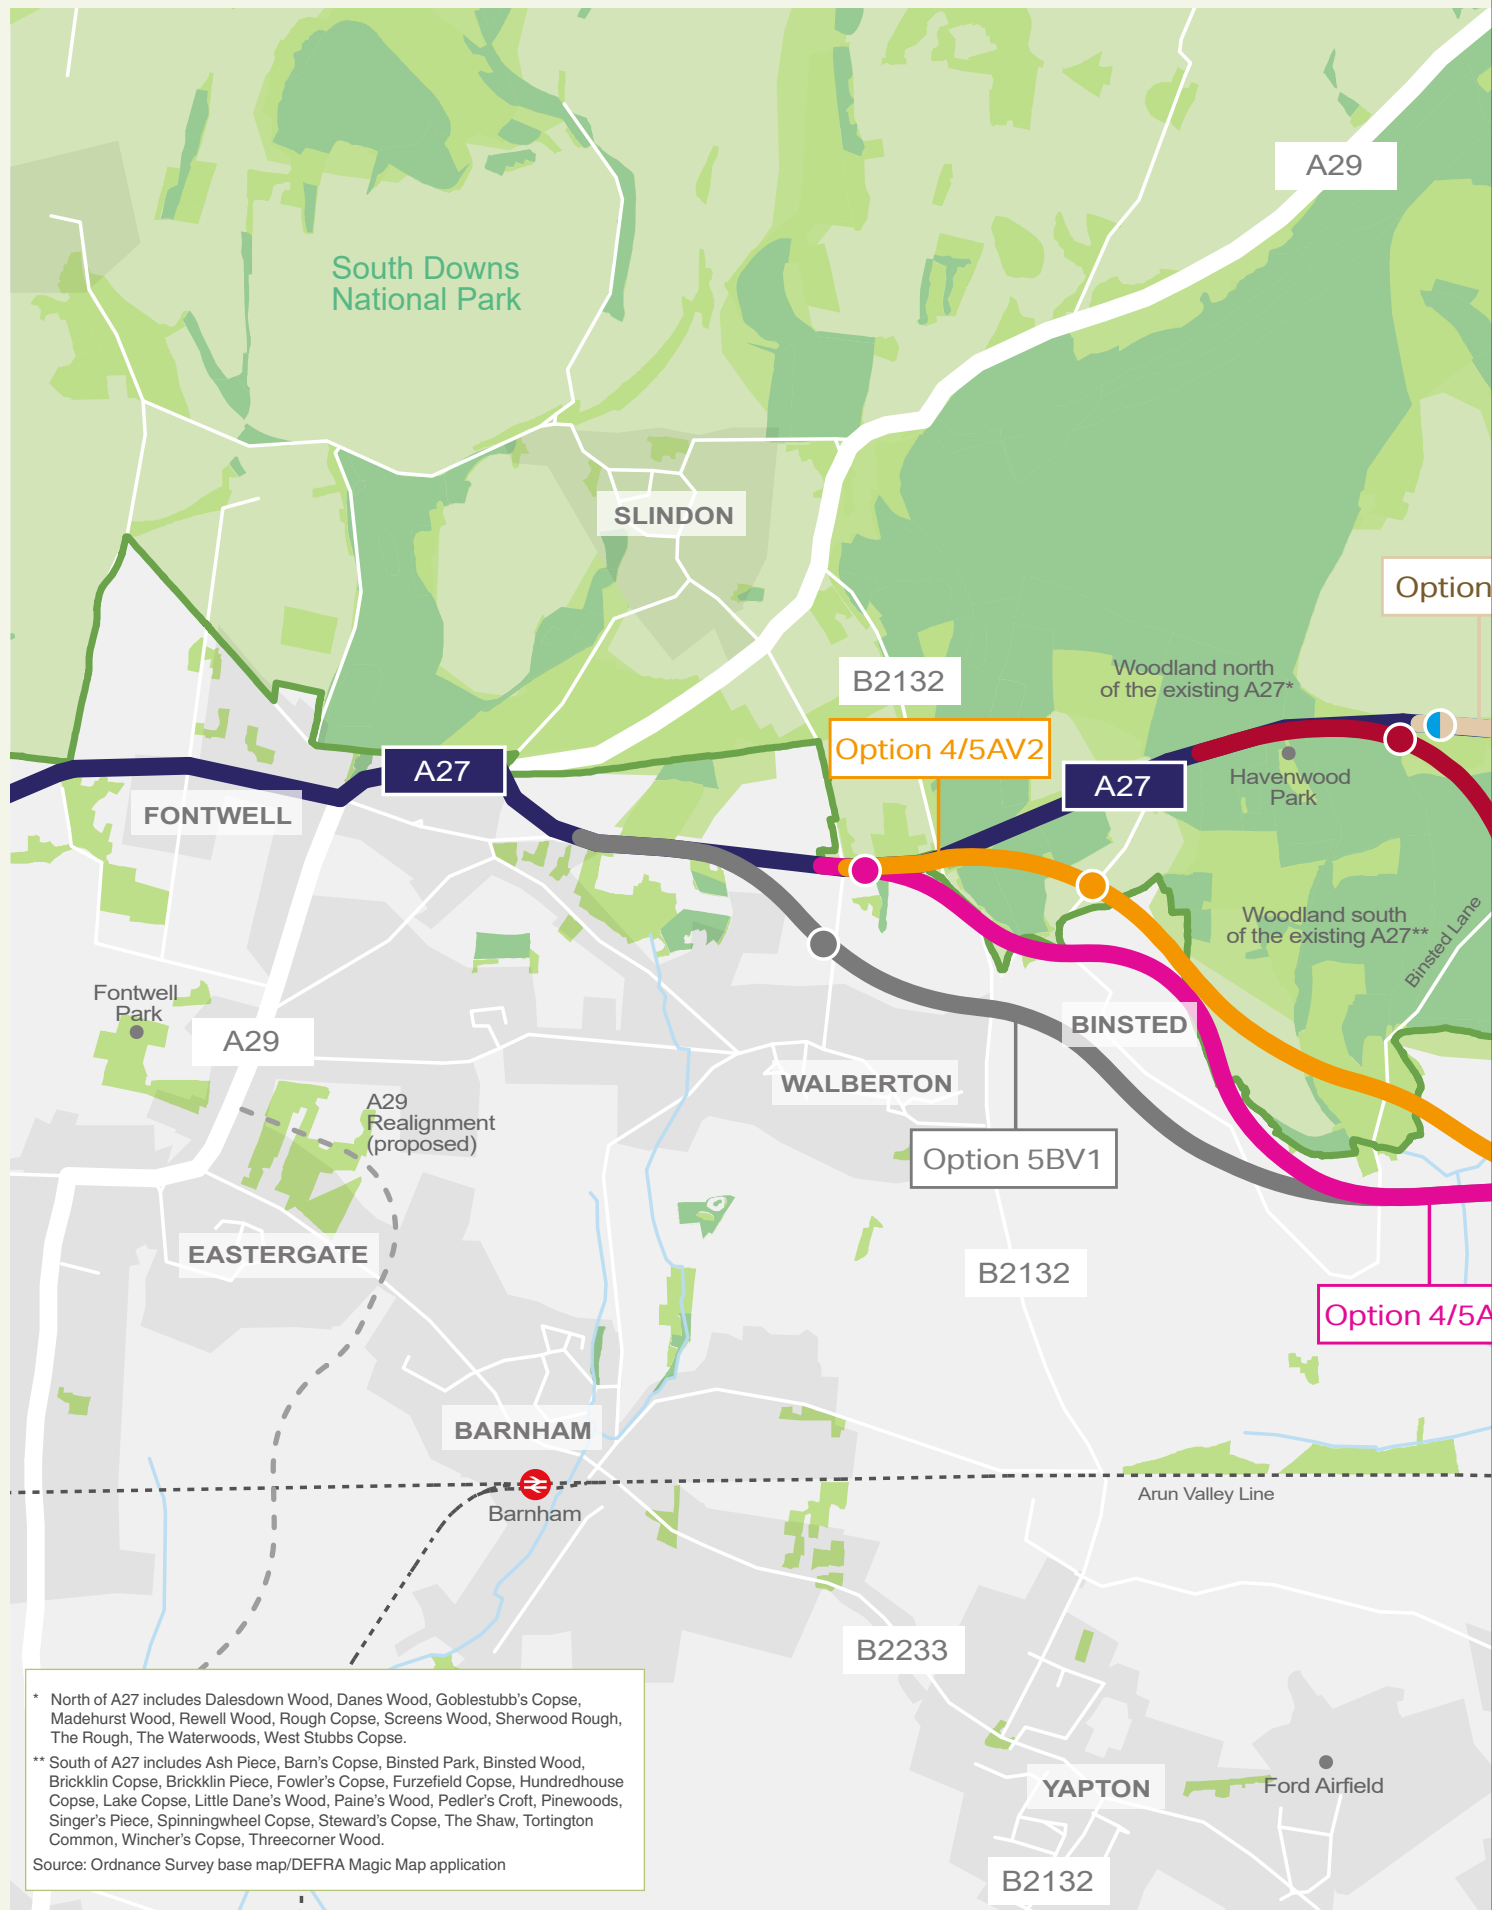 A29
South Downs
National Park
SLINDON
Option
Woodland north
of the existing A27*
B2132
Option 4/5AV2
A27
A27
Havenwood
Park
FONTWELL
Woodland south
of the existing A27**
Binsted Lane
Fontwell
Park
A29
BINSTED
WALBERTON
A29
Realignment
(proposed)
Option 5BV1
EASTERGATE
B2132
Option 4/5A
BARNHAM
Arun Valley Line
Barnham
B2233
* North of A27 includes Dalesdown Wood, Danes Wood, Goblestubb's Copse,
Madehurst Wood, Rewell Wood, Rough Copse, Screens Wood, Sherwood Rough,
The Rough, The Waterwoods, West Stubbs Copse.
** South of A27 includes Ash Piece, Barn's Copse, Binsted Park, Binsted Wood,
Brickklin Copse, Brickklin Piece, Fowler's Copse, Furzefield Copse, Hundredhouse
Copse, Lake Copse, Little Dane's Wood, Paine's Wood, Pedler's Croft, Pinewoods,
Singer's Piece, Spinningwheel Copse, Steward's Copse, The Shaw, Tortington
Common, Wincher's Copse, Threecorner Wood.
Source: Ordnance Survey base map/DEFRA Magic Map application
YAPTON
Ford Airfield
B2132